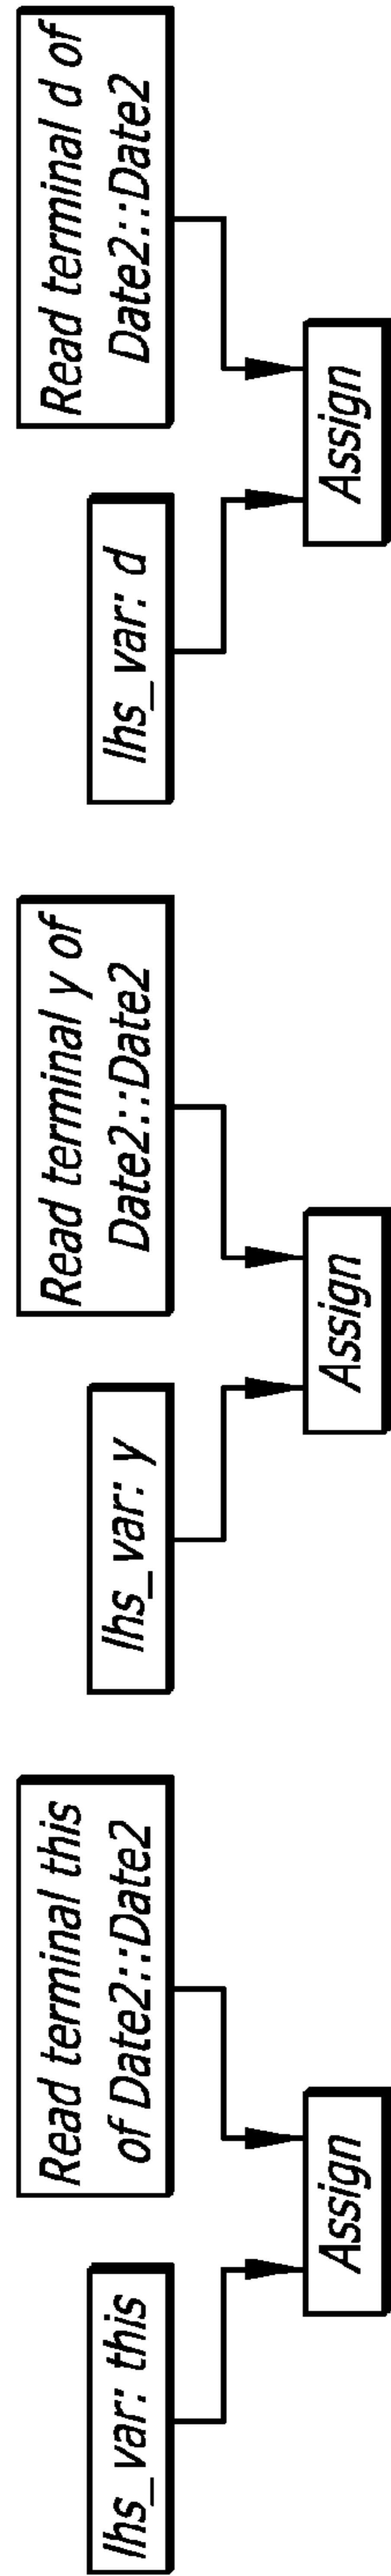 lhs_var: this
Read terminal this
of Date2::Date2
Assign
lhs_var: y
Read terminal y of
Date2::Date2
Assign
lhs_var: d
Read terminal d of
Date2::Date2
Assign